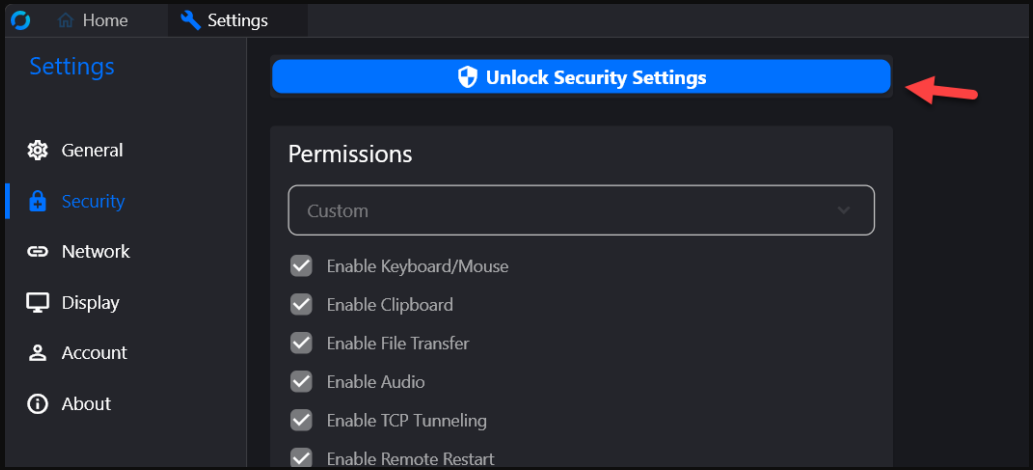 Home
Settings
Settings
General
Security
Network
Display
Account
About
Unlock Security Settings
Permissions
Custom
Enable Keyboard/Mouse
Enable Clipboard
Enable File Transfer
Enable Audio
Enable TCP Tunneling
Enable Remote Restart